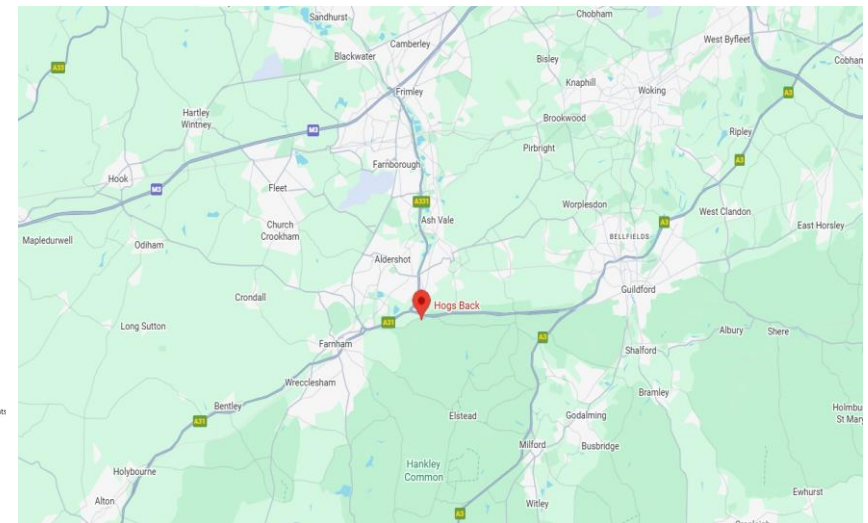 Sandhurst
Chobham
Camberley
West Byfleet
Blackwater
Bisley
Cobham
A33
Frimley
Knaphill
Woking
A3
Hartley
Wintney
M3
Brookwood
Ripley
Pirbright
Farnborough
A3
Hook
M3
Fleet
A331
Worplesdon
West Clandon
Church
Crookham
Ash Vale
A3
East Horsley
Mapledurwell
Odiham
BELLFIELDS
Aldershot
Guildford
Crondall
Hogs Back
Long Sutton
A31
Albury
Shere
Farnham
A3
Shalford
Wrecclesham
Bramley
Bentley
Elstead
Godalming
Holmbu
St Mary
A31
Milford
Busbridge
Holybourne
Hankley
Common
Ewhurst
Alton
A3
Witley